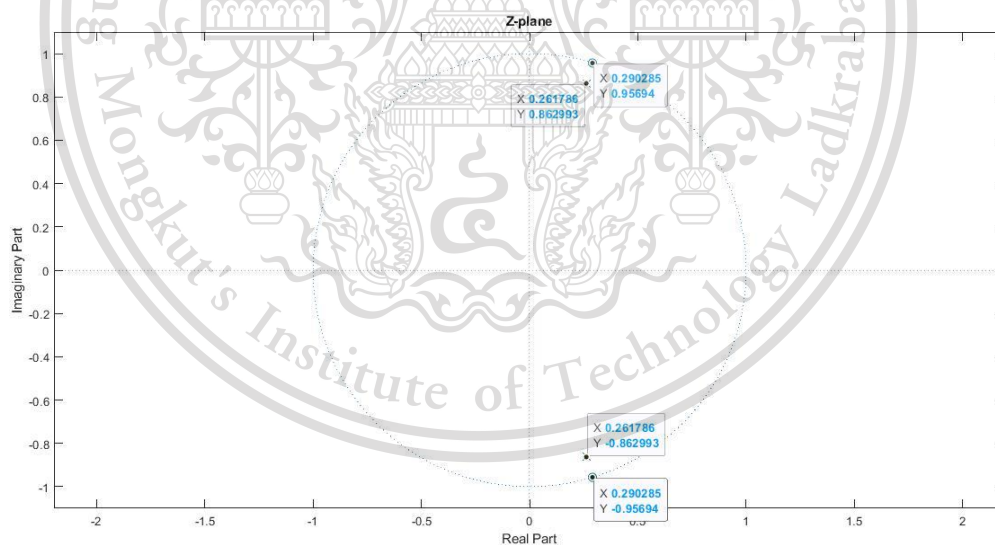 Z-plane
1
0.8
0.6
0.4
0.2
0
-0.2
-0.4
-0.6
-0.8
-1
Imaginary Part
X 0.290285
Y 0.95694
X 0.261786
Y 0.862993
X 0.261786
Y -0.862993
X 0.290285
Y -0.95694
-2
-1.5
-1
-0.5
0
0.5
1
1.5
2
Real Part
Mongkut's Institute of Technology Ladkraba